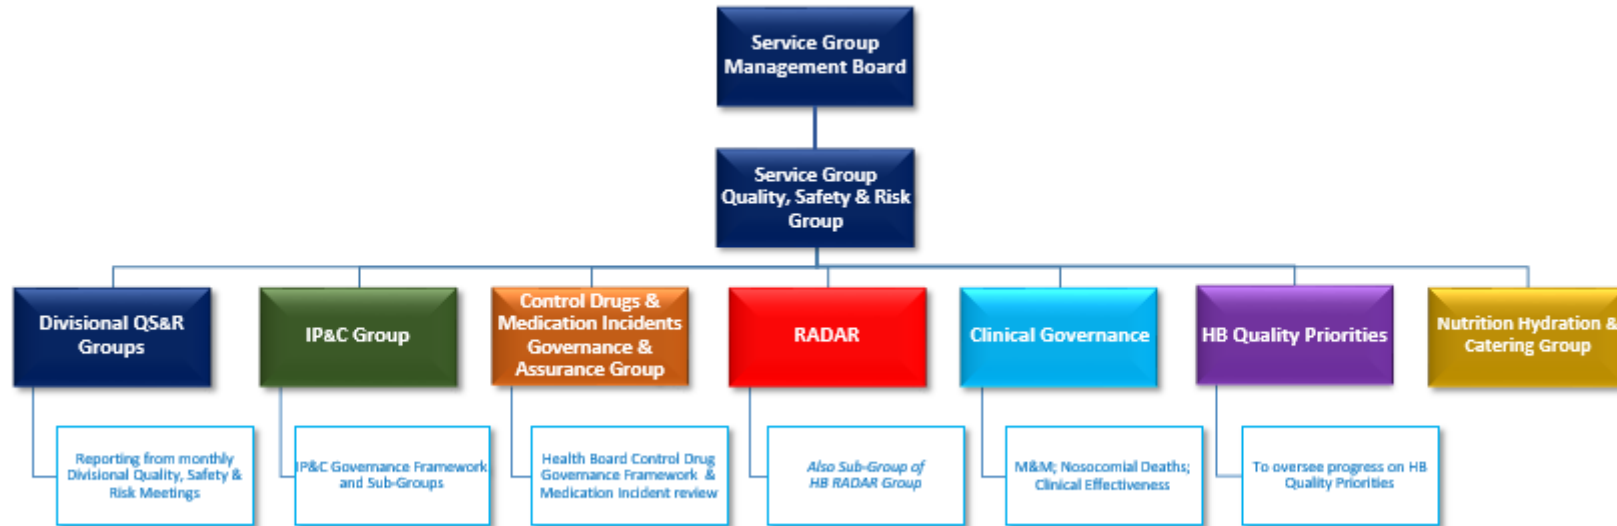 Service Group
Management Board
Service Group
Quality, Safety & Risk
Group
Divisional QS&R
Groups
IP&C Group
Control Drugs &
Medication Incidents
Governance &
Assurance Group
RADAR
Clinical Governance
HB Quality Priorities
Nutrition Hydration &
Catering Group
Reporting from monthly
Divisional Quality, Safety &
Risk Meetings
IP&C Governance Framework
and Sub-Groups
Health Board Control Drug
Governance Framework &
Medication Incident review
Also Sub-Group of
HB RADAR Group
M&M; Nosocomial Deaths;
Clinical Effectiveness
To oversee progress on HB
Quality Priorities